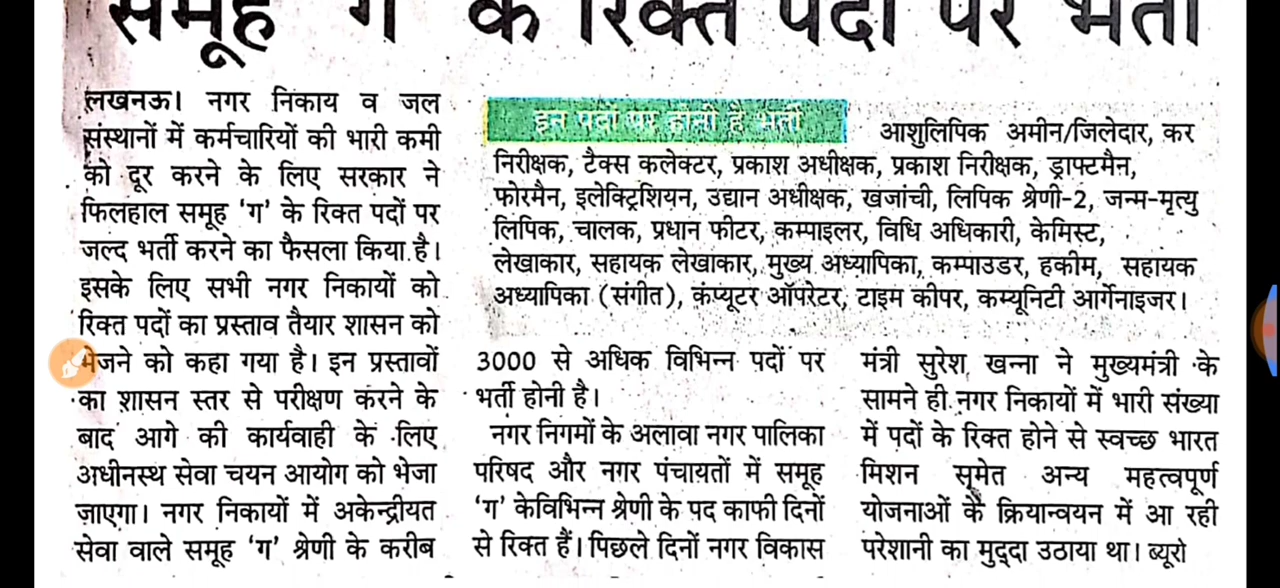 समूह 'ग' के रिक्त पदों पर भर्ती
लखनऊ। नगर निकाय व जल
संस्थानों में कर्मचारियों की भारी कमी
को दूर करने के लिए सरकार ने
फिलहाल समूह 'ग' के रिक्त पदों पर
जल्द भर्ती करने का फैसला किया है।
इसके लिए सभी नगर निकायों को
रिक्त पदों का प्रस्ताव तैयार शासन को
भेजने को कहा गया है। इन प्रस्तावों
का शासन स्तर से परीक्षण करने के
बाद आगे की कार्यवाही के लिए
अधीनस्थ सेवा चयन आयोग को भेजा
जाएगा। नगर निकायों में अकेन्द्रीयत
सेवा वाले समूह 'ग' श्रेणी के करीब
इन पदों पर होनी है भर्ती
आशुलिपिक अमीन/जिलेदार, कर
निरीक्षक, टैक्स कलेक्टर, प्रकाश अधीक्षक, प्रकाश निरीक्षक, ड्राफ्टमैन,
फोरमैन, इलेक्ट्रिशियन, उद्यान अधीक्षक, खजांची, लिपिक श्रेणी-2, जन्म-मृत्यु
लिपिक, चालक, प्रधान फीटर, कम्पाइलर, विधि अधिकारी, केमिस्ट,
लेखाकार, सहायक लेखाकार, मुख्य अध्यापिका, कम्पाउडर, हकीम, सहायक
अध्यापिका (संगीत), कंप्यूटर ऑपरेटर, टाइम कीपर, कम्यूनिटी आर्गेनाइजर।
3000 से अधिक विभिन्न पदों पर
भर्ती होनी है।
नगर निगमों के अलावा नगर पालिका
परिषद और नगर पंचायतों में समूह
'ग' केविभिन्न श्रेणी के पद काफी दिनों
से रिक्त हैं। पिछले दिनों नगर विकास
मंत्री सुरेश खन्ना ने मुख्यमंत्री के
सामने ही नगर निकायों में भारी संख्या
में पदों के रिक्त होने से स्वच्छ भारत
मिशन समेत अन्य महत्वपूर्ण
योजनाओं के क्रियान्वयन में आ रही
परेशानी का मुद्दा उठाया था। ब्यूरो